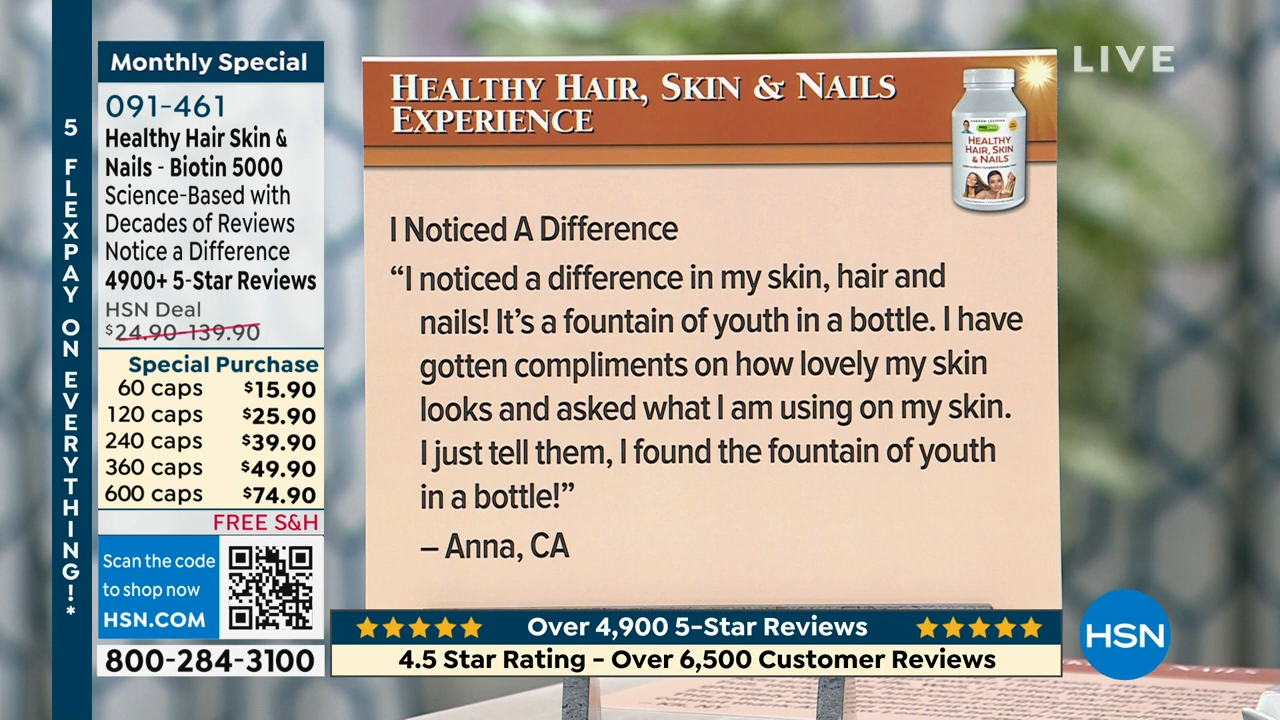 5 FLEXPAY ON EVERYTHING!*
Monthly Special
091-461
Healthy Hair Skin &
Nails - Biotin 5000
Science-Based with
Decades of Reviews
Notice a Difference
4900+ 5-Star Reviews
HSN Deal
$24.90-139.90
Special Purchase
60 caps $15.90
120 caps $25.90
240 caps $39.90
360 caps $49.90
600 caps $74.90
FREE S&H
Scan the code
to shop now
HSN.COM
800-284-3100
LIVE
HEALTHY HAIR, SKIN & NAILS
EXPERIENCE
ANDREW LESSMAN
HEALTHY
HAIR, SKIN
& NAILS
I Noticed A Difference
“I noticed a difference in my skin, hair and
nails! It’s a fountain of youth in a bottle. I have
gotten compliments on how lovely my skin
looks and asked what I am using on my skin.
I just tell them, I found the fountain of youth
in a bottle!”
– Anna, CA
Over 4,900 5-Star Reviews
4.5 Star Rating – Over 6,500 Customer Reviews
HSN